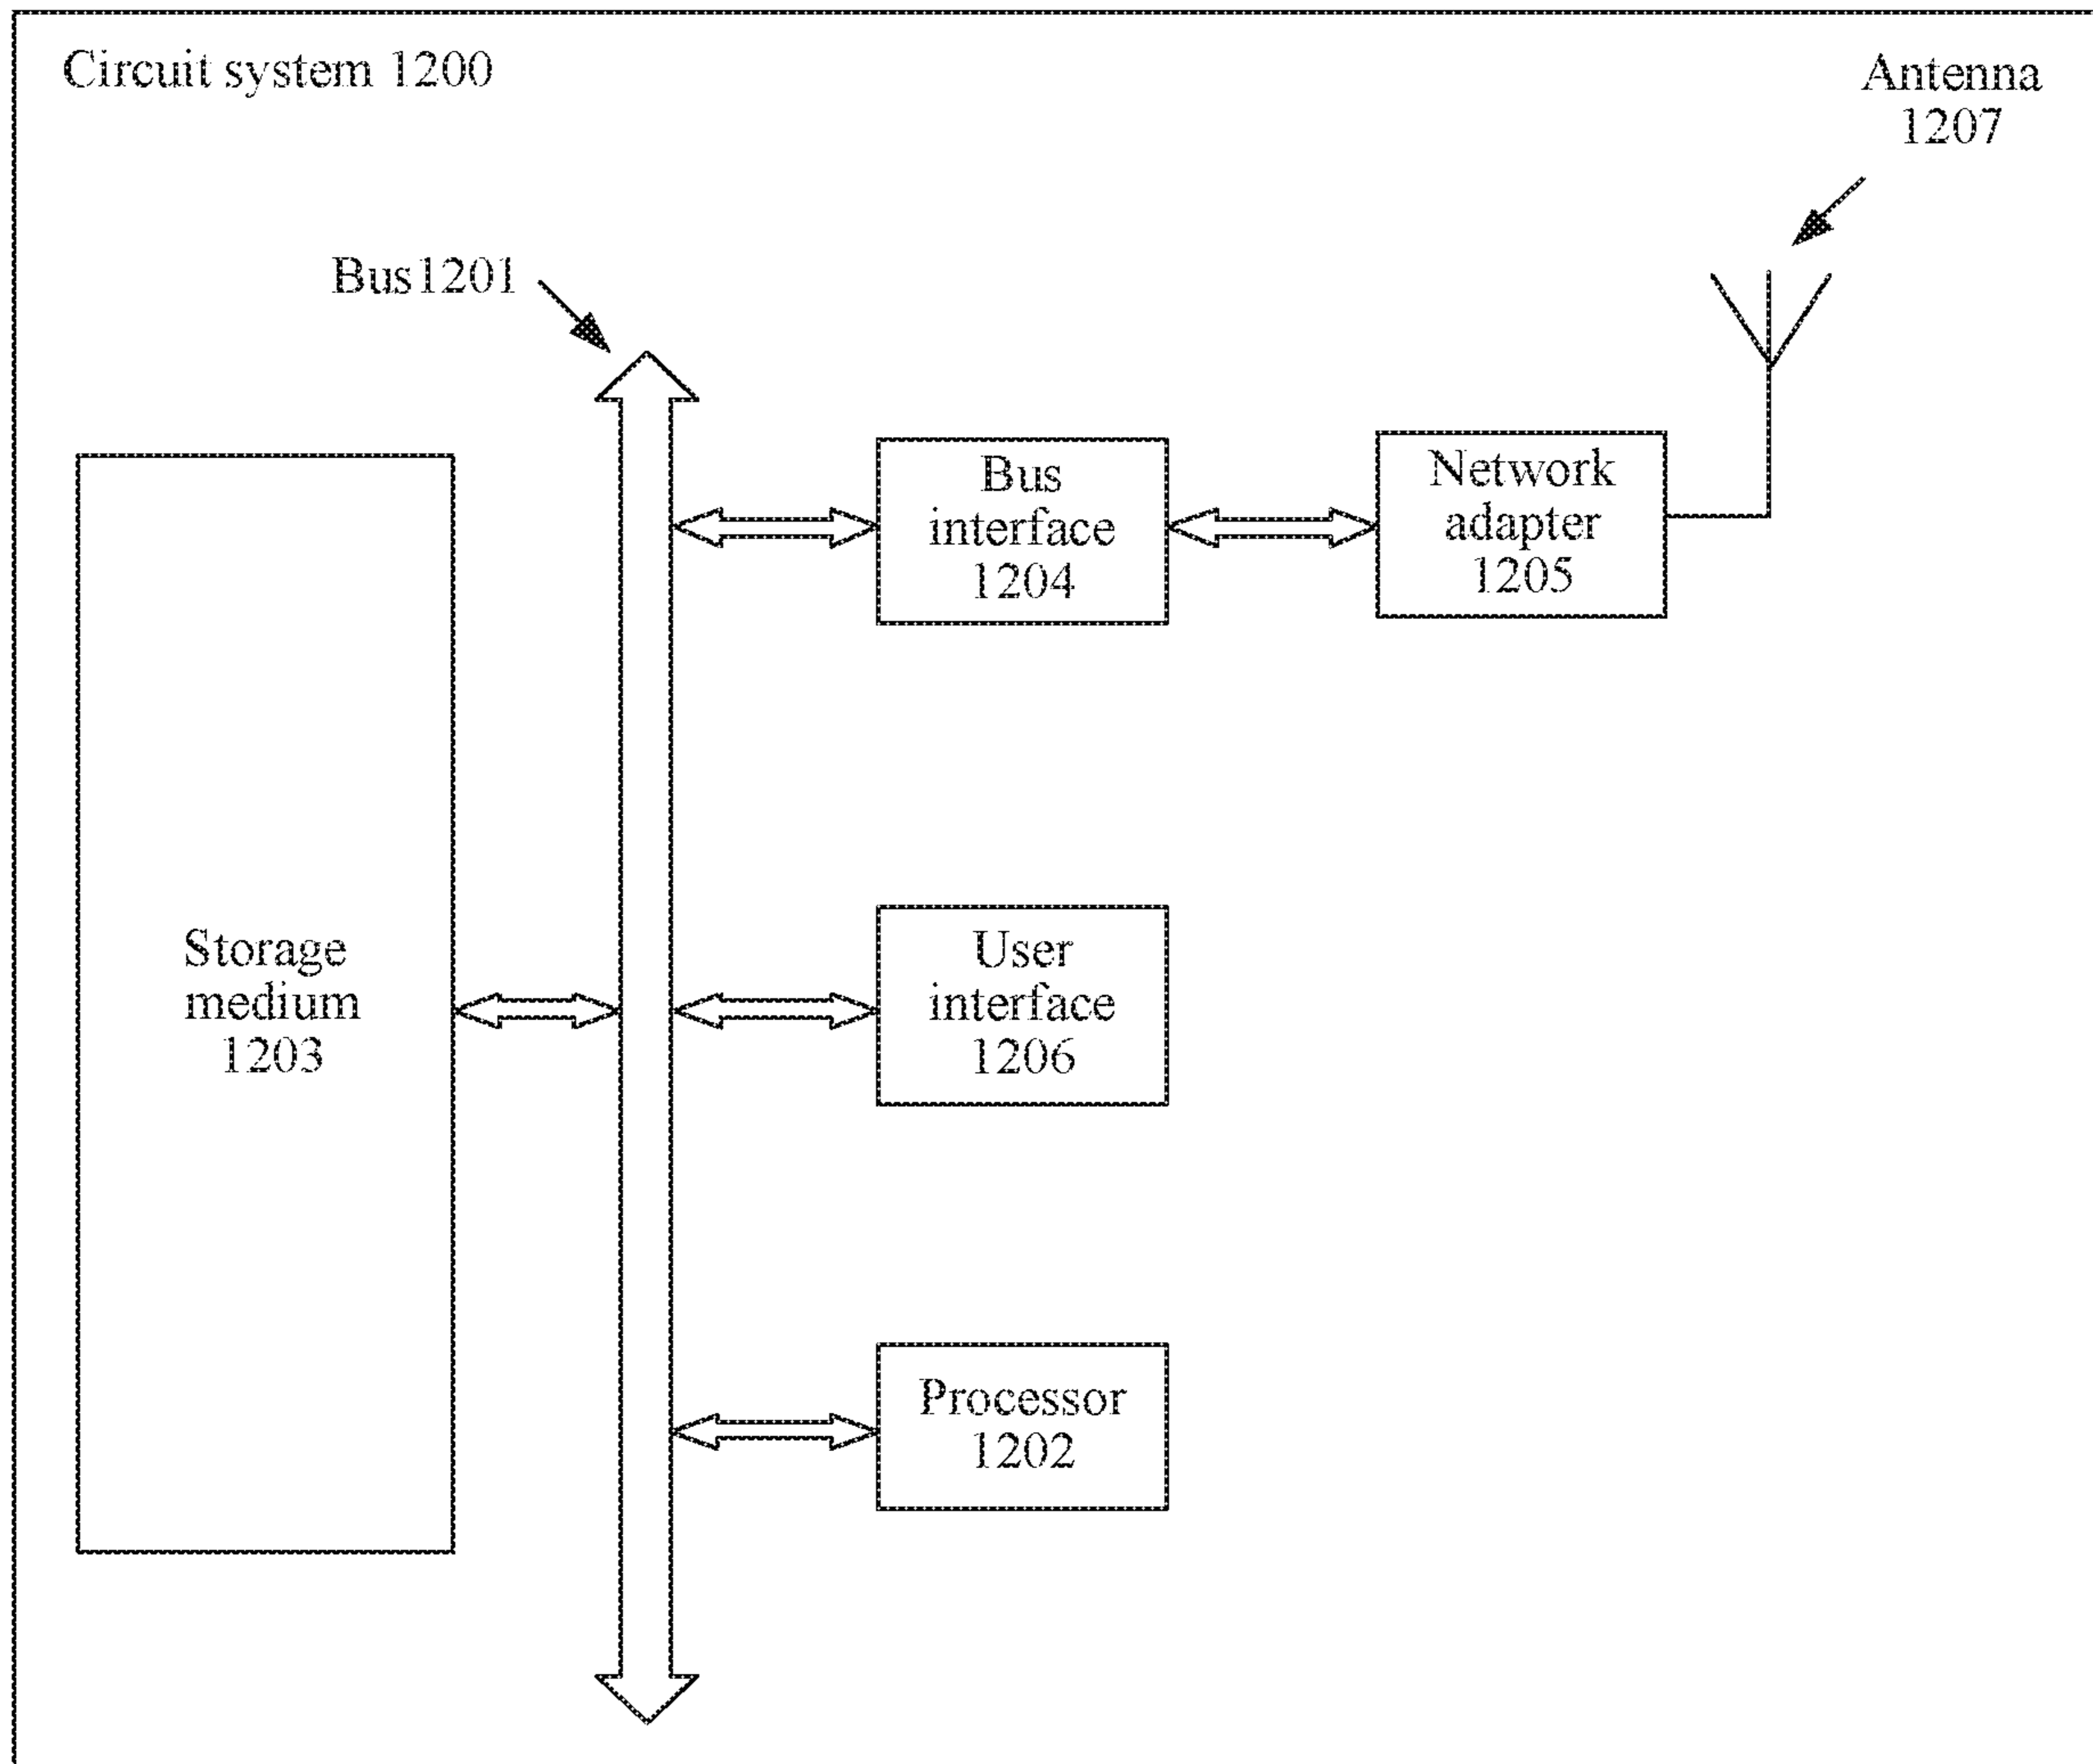 Circuit system 1200
Antenna
1207
Bus1201
Bus
interface
1204
Network
adapter
1205
Storage
medium
1203
User
interface
1206
Processor
1202